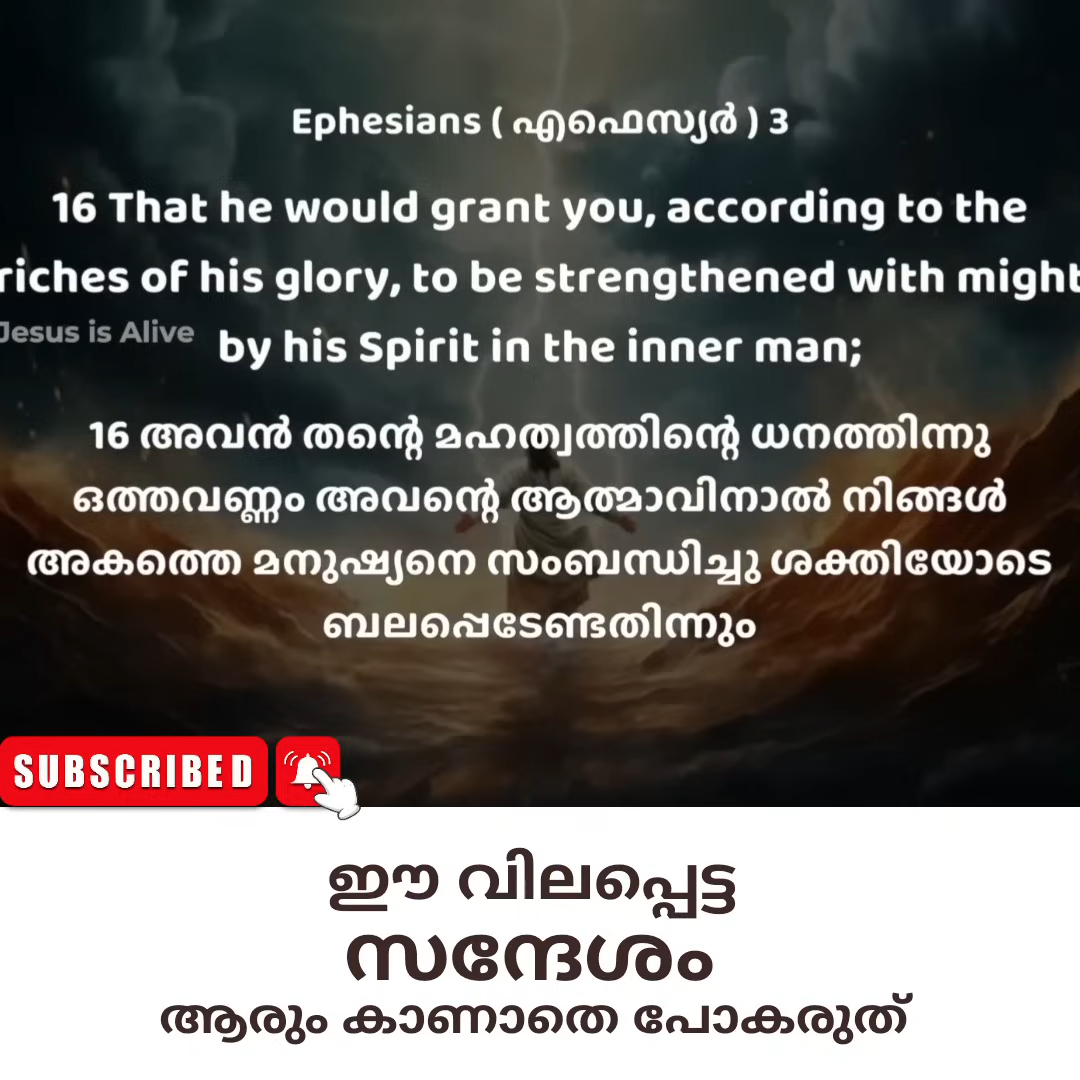 Ephesians ( എഫെസ്യർ ) 3
16 That he would grant you, according to the
riches of his glory, to be strengthened with might
Jesus is Alive
by his Spirit in the inner man;
16 അവൻ തന്റെ മഹത്വത്തിന്റെ ധനത്തിന്നു
ഒത്തവണ്ണം അവന്റെ ആത്മാവിനാൽ നിങ്ങൾ
അകത്തെ മനുഷ്യനെ സംബന്ധിച്ചു ശക്തിയോടെ
ബലപ്പെടേണ്ടതിന്നും
SUBSCRIBED
ഈ വിലപ്പെട്ട
സന്ദേശം
ആരും കാണാതെ പോകരുത്